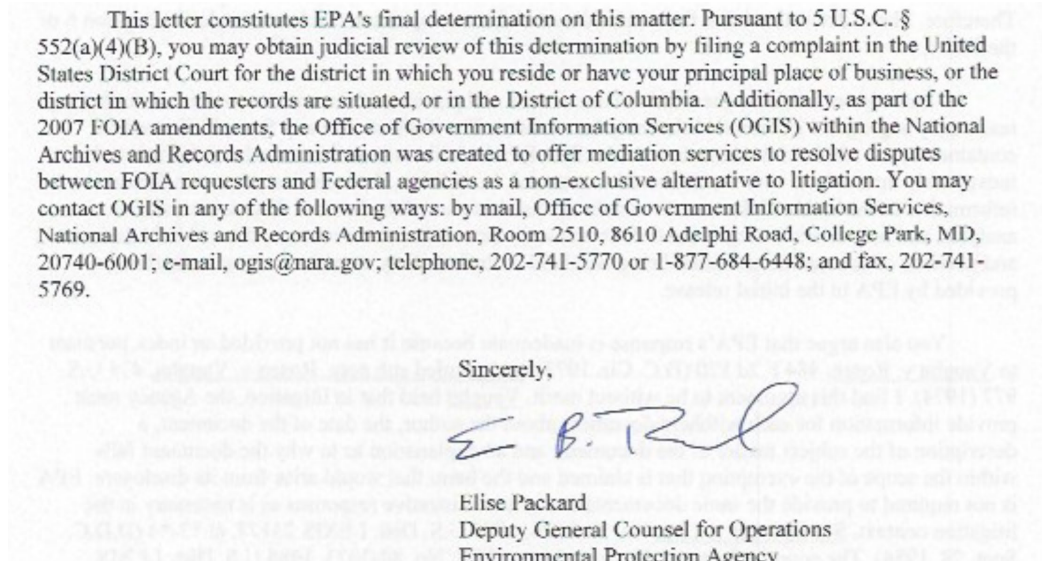 This letter constitutes EPA's final determination on this matter. Pursuant to 5 U.S.C. §
552(a)(4)(B), you may obtain judicial review of this determination by filing a complaint in the United
States District Court for the district in which you reside or have your principal place of business, or the
district in which the records are situated, or in the District of Columbia. Additionally, as part of the
2007 FOIA amendments, the Office of Government Information Services (OGIS) within the National
Archives and Records Administration was created to offer mediation services to resolve disputes
between FOIA requesters and Federal agencies as a non-exclusive alternative to litigation. You may
contact OGIS in any of the following ways: by mail, Office of Government Information Services,
National Archives and Records Administration, Room 2510, 8610 Adelphi Road, College Park, MD,
20740-6001; e-mail, ogis@nara.gov; telephone, 202-741-5770 or 1-877-684-6448; and fax, 202-741-
5769.
Sincerely,
Elise Packard
Deputy General Counsel for Operations
Environmental Protection Agency